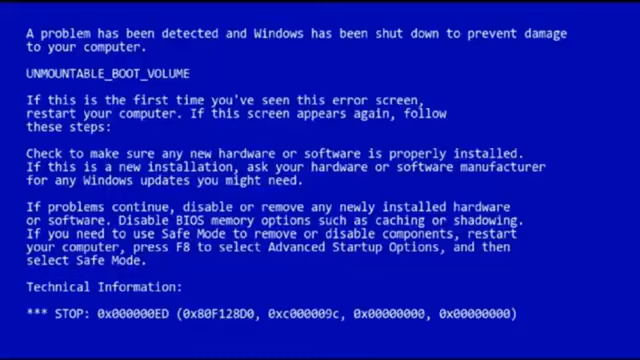 A problem has been detected and Windows has been shut down to prevent damage
to your computer.
UNMOUNTABLE_BOOT_VOLUME
If this is the first time you've seen this error screen,
restart your computer. If this screen appears again, follow
these steps:
Check to make sure any new hardware or software is properly installed.
If this is a new installation, ask your hardware or software manufacturer
for any Windows updates you might need.
If problems continue, disable or remove any newly installed hardware
or software. Disable BIOS memory options such as caching or shadowing.
If you need to use Safe Mode to remove or disable components, restart
your computer, press F8 to select Advanced Startup Options, and then
select Safe Mode.
Technical Information:
*** STOP: 0x000000ED (0x80F128D0, 0xc000009c, 0x00000000, 0x00000000)